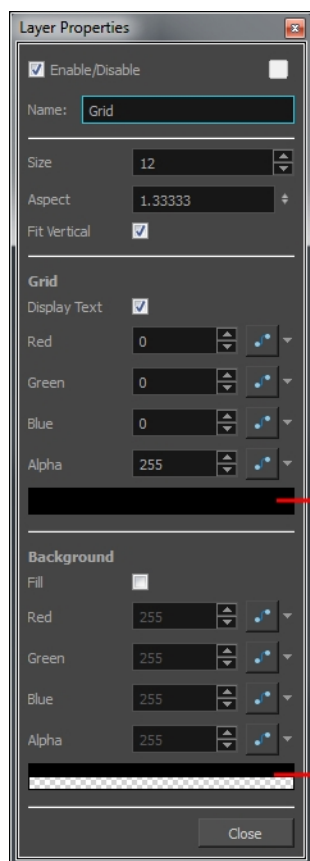 Layer Properties
Enable/Disable
Name: Grid
Size 12
Aspect 1.33333
Fit Vertical
Grid
Display Text
Red 0
Green 0
Blue 0
Alpha 255
Background
Fill
Red 255
Green 255
Blue 255
Alpha 255
Close